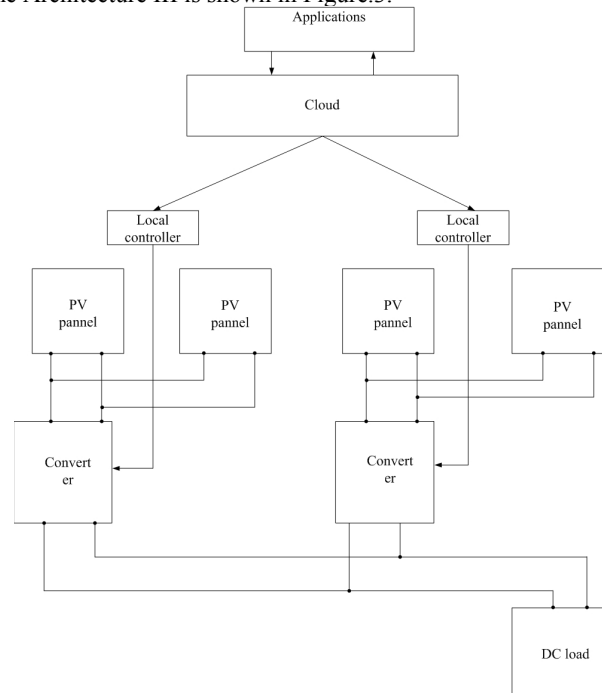 Architecture III is shown in Figure.3.
Applications
Cloud
Local
controller
Local
controller
PV
pannel
PV
pannel
PV
pannel
PV
pannel
Convert
er
Convert
er
DC load